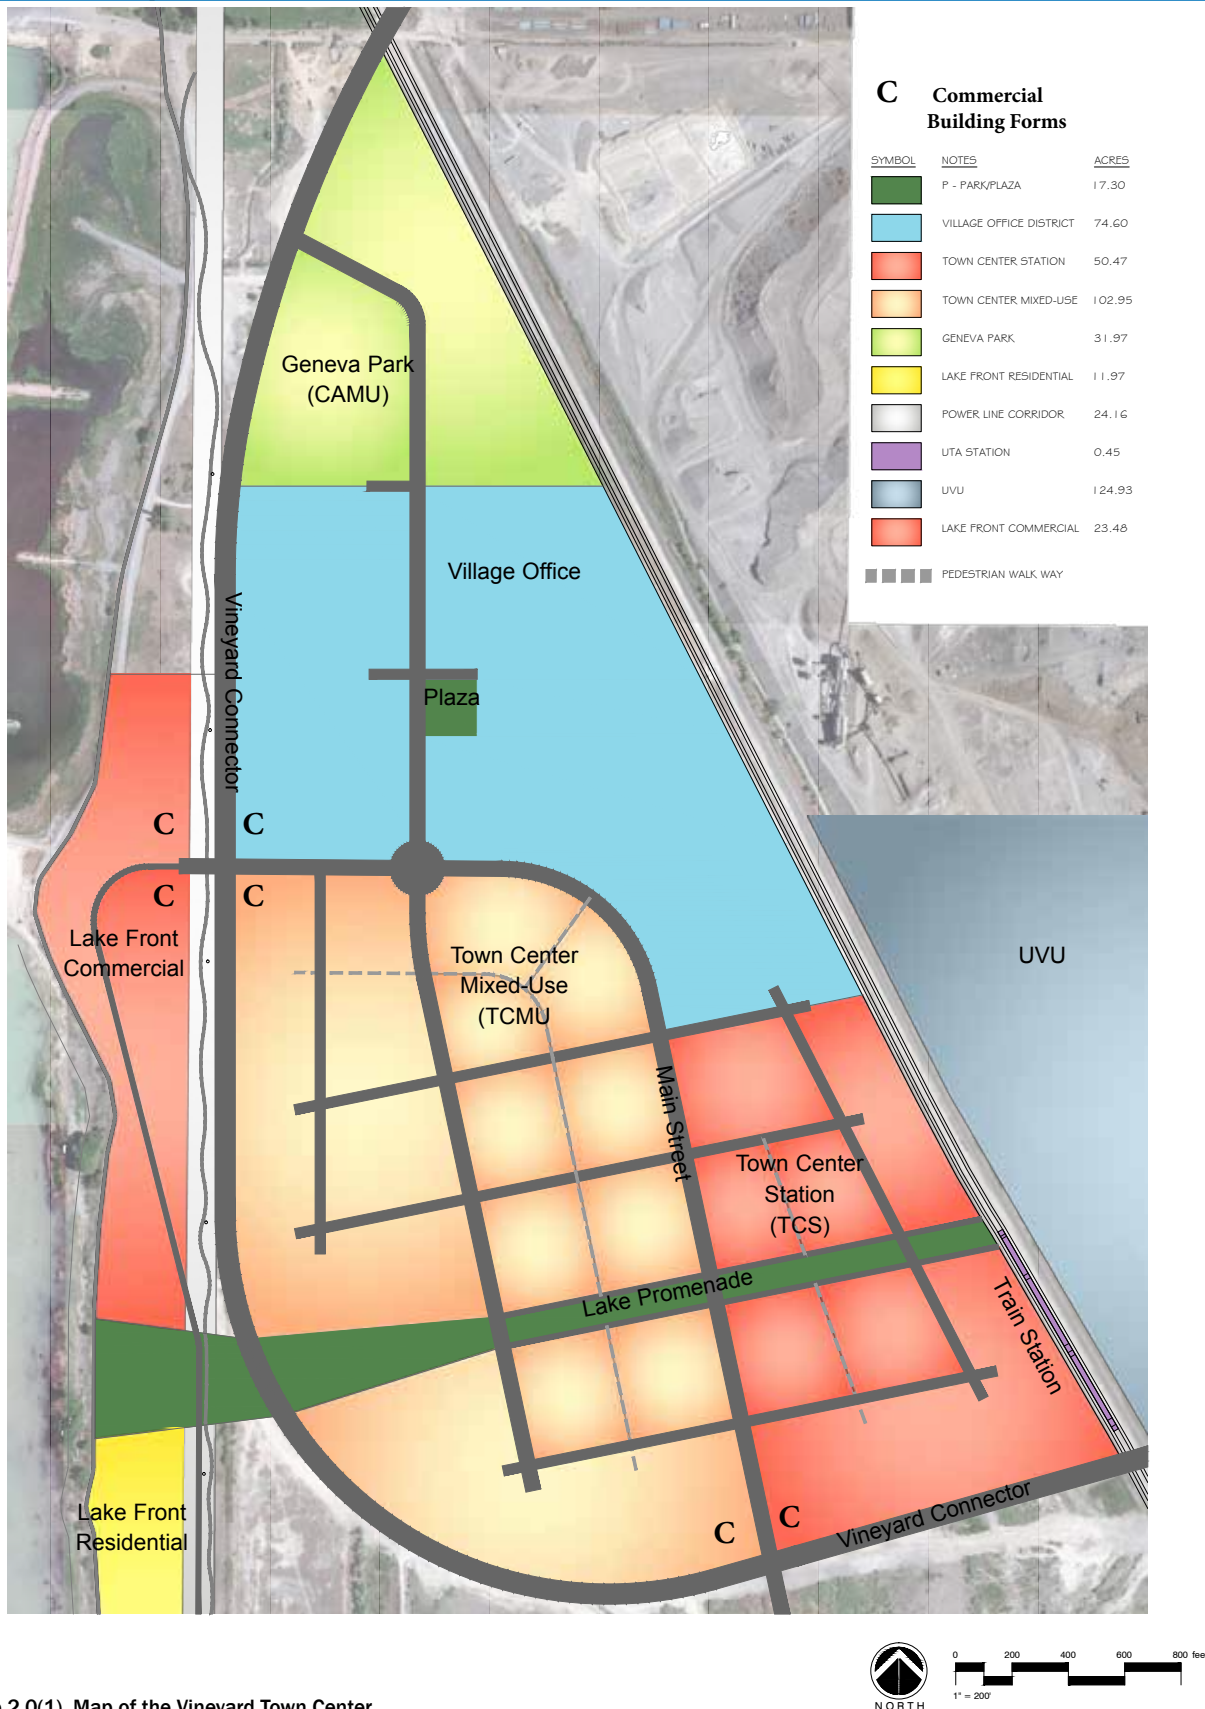 C Commercial
Building Forms
SYMBOL NOTES ACRES
P - PARK/PLAZA 17.30
VILLAGE OFFICE DISTRICT 74.60
TOWN CENTER STATION 50.47
TOWN CENTER MIXED-USE 102.95
GENEVA PARK 31.97
LAKE FRONT RESIDENTIAL 11.97
POWER LINE CORRIDOR 24.16
UTA STATION 0.45
UVU 124.93
LAKE FRONT COMMERCIAL 23.48
PEDESTRIAN WALK WAY
Geneva Park
(CAMU)
Village Office
Vineyard Connector
Plaza
C C
C C
Lake Front
Commercial
Town Center
Mixed-Use
(TCMU
UVU
Main Street
Town Center
Station
(TCS)
Lake Promenade
Train Station
Lake Front
Residential
C C
Vineyard Connector
NORTH
0 200 400 600 800 feet
1" = 200'
2.0(1) Map of the Vineyard Town Center